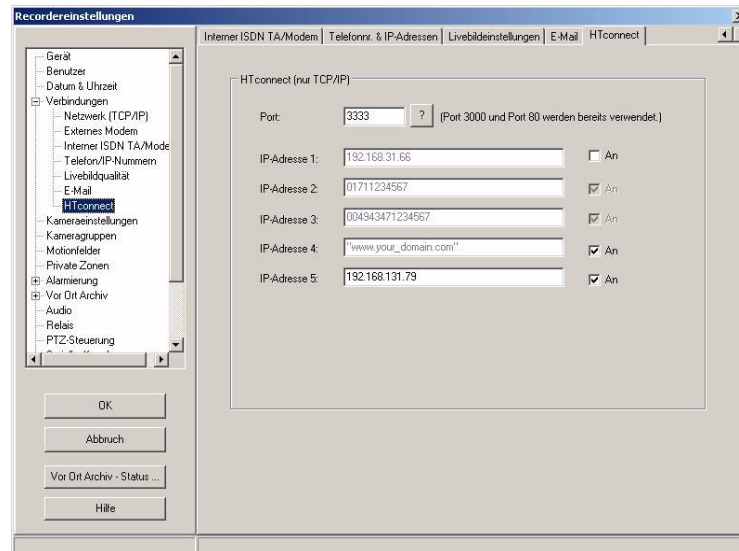 Recordereinstellungen
Gerät
Benutzer
Datum & Uhrzeit
Verbindungen
Netzwerk (TCP/IP)
Externes Modem
Interner ISDN TA/Mode
Telefon/IP-Nummern
Livebildqualität
E-Mail
HTconnect
Kameraeinstellungen
Kameragruppen
Motionfelder
Private Zonen
Alarmierung
Vor Ort Archiv
Audio
Relais
PTZ-Steuerung
OK
Abbruch
Vor Ort Archiv - Status ...
Hilfe
Interner ISDN TA/Modem Telefonnr. & IP-Adressen Livebildeinstellungen E-Mail HTconnect
HTconnect (nur TCP/IP)
Port: 3333 ? (Port 3000 und Port 80 werden bereits verwendet.)
IP-Adresse 1: 192.168.31.66 An
IP-Adresse 2: 01711234567 An
IP-Adresse 3: 004943471234567 An
IP-Adresse 4: "www.your_domain.com" An
IP-Adresse 5: 192.168.131.79 An